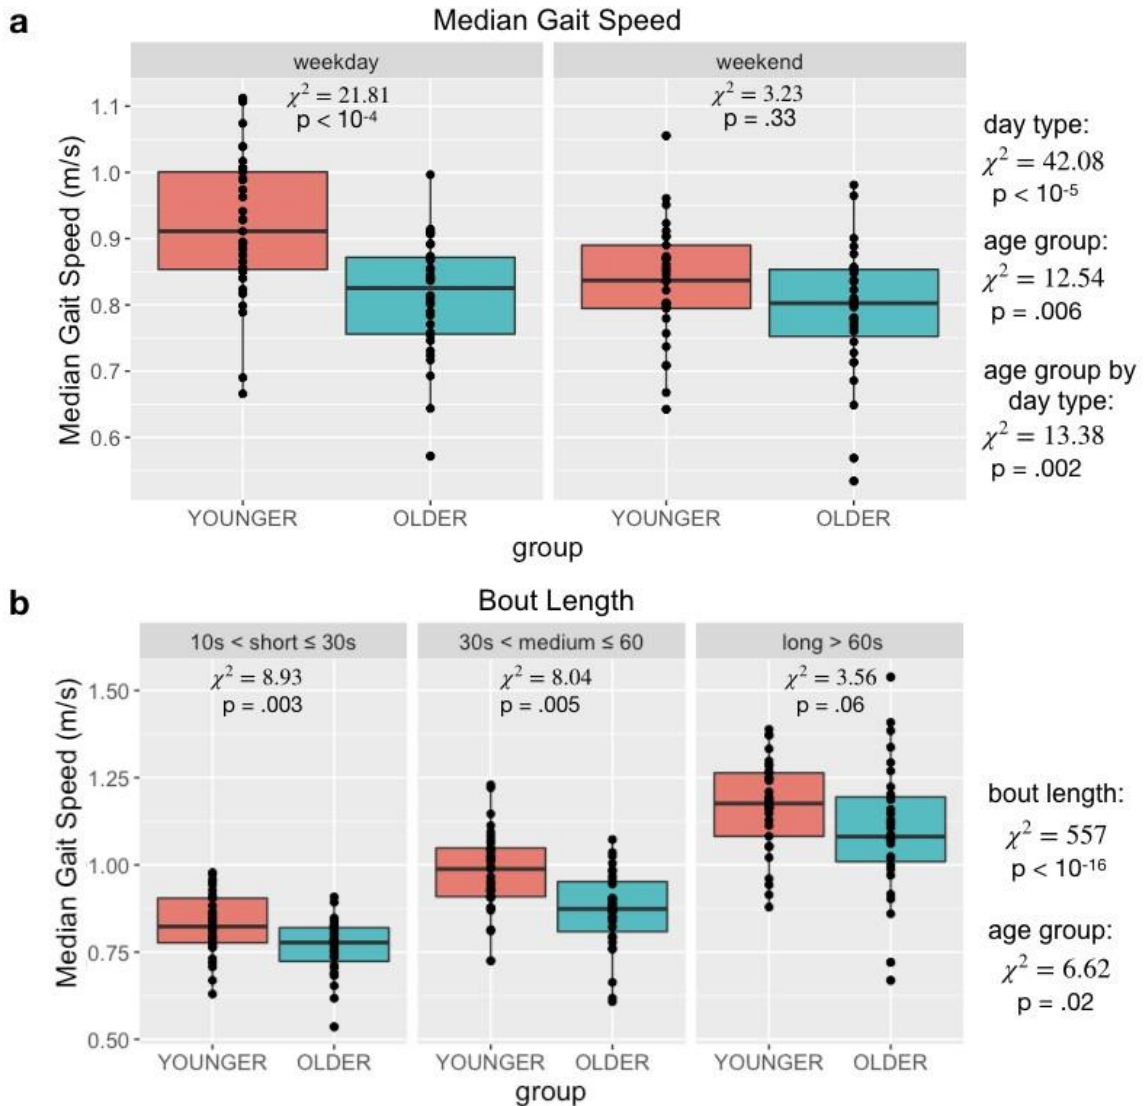 a
Median Gait Speed
weekday
weekend
χ² = 21.81
p < 10⁻⁴
χ² = 3.23
p = .33
Median Gait Speed (m/s)
1.1
1.0
0.9
0.8
0.7
0.6
YOUNGER
OLDER
YOUNGER
OLDER
group
day type:
χ² = 42.08
p < 10⁻⁵
age group:
χ² = 12.54
p = .006
age group by
day type:
χ² = 13.38
p = .002
b
Bout Length
10s < short ≤ 30s
30s < medium ≤ 60
long > 60s
χ² = 8.93
p = .003
χ² = 8.04
p = .005
χ² = 3.56
p = .06
Median Gait Speed (m/s)
1.50
1.25
1.00
0.75
0.50
YOUNGER
OLDER
YOUNGER
OLDER
YOUNGER
OLDER
group
bout length:
χ² = 557
p < 10⁻¹⁶
age group:
χ² = 6.62
p = .02